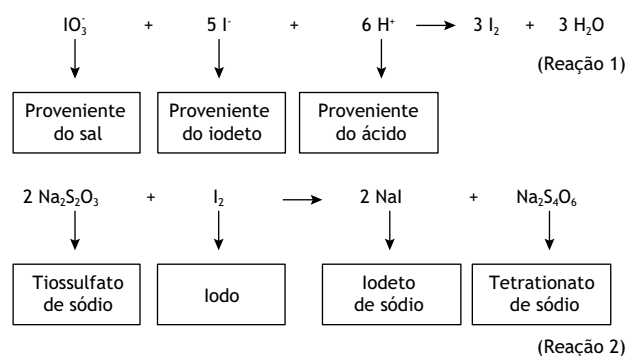 IO₃⁻ + 5 I⁻ + 6 H⁺ → 3 I₂ + 3 H₂O
(Reação 1)
Proveniente do sal
Proveniente do iodeto
Proveniente do ácido
2 Na₂S₂O₃ + I₂ → 2 NaI + Na₂S₄O₆
Tiossulfato de sódio
Iodo
Iodeto de sódio
Tetrationato de sódio
(Reação 2)